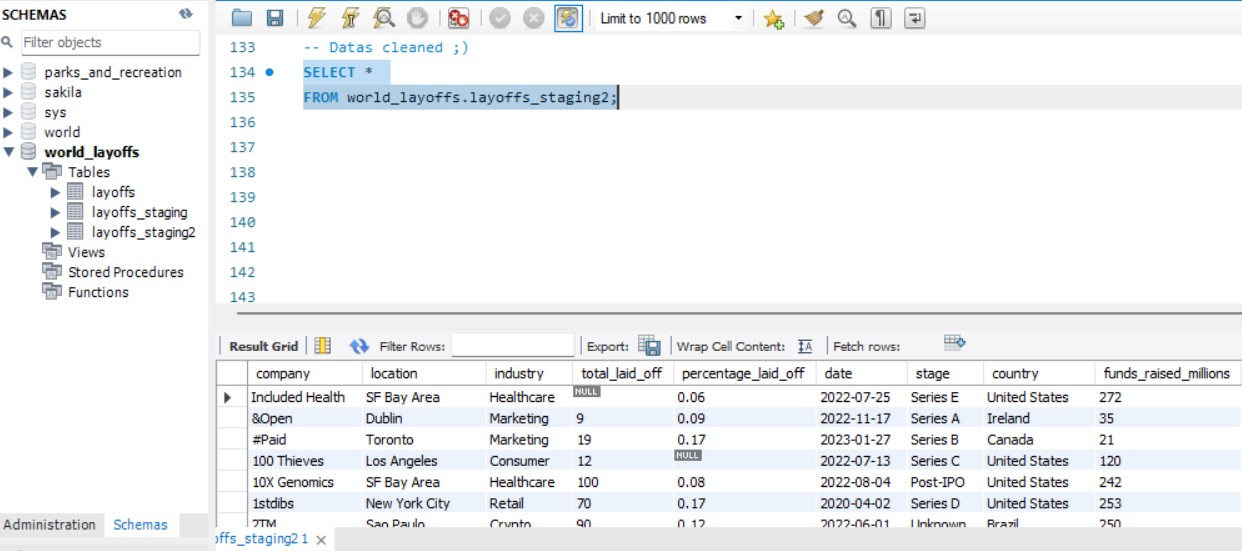 SCHEMAS
Filter objects
parks_and_recreation
sakila
sys
world
world_layoffs
Tables
layoffs
layoffs_staging
layoffs_staging2
Views
Stored Procedures
Functions
Administration Schemas
Limit to 1000 rows
133 -- Datas cleaned ;)
134 SELECT *
135 FROM world_layoffs.layoffs_staging2;
136
137
138
139
140
141
142
143
Result Grid Filter Rows: Export: Wrap Cell Content: IA Fetch rows:
company location industry total_laid_off percentage_laid_off date stage country funds_raised_millions
Included Health SF Bay Area Healthcare NULL 0.06 2022-07-25 Series E United States 272
&Open Dublin Marketing 9 0.09 2022-11-17 Series A Ireland 35
#Paid Toronto Marketing 19 0.17 2023-01-27 Series B Canada 21
100 Thieves Los Angeles Consumer 12 NULL 2022-07-13 Series C United States 120
10X Genomics SF Bay Area Healthcare 100 0.08 2022-08-04 Post-IPO United States 242
1stdibs New York City Retail 70 0.17 2020-04-02 Series D United States 253
2TM Sao Paulo Crypto 90 0.12 2022-06-01 Unknown Brazil 250
offs_staging2 1